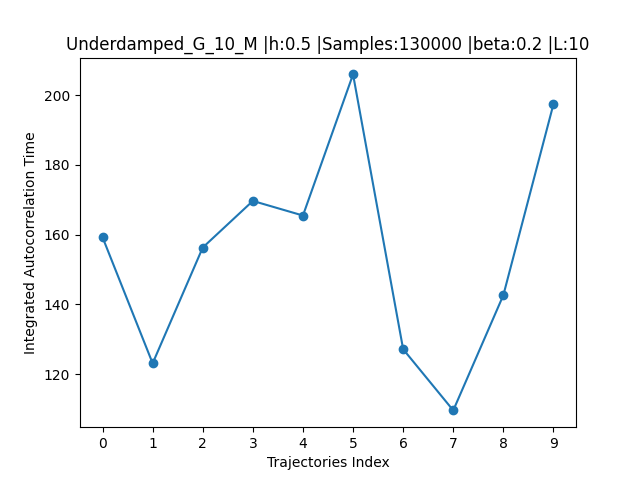 Underdamped_G_10_M |h:0.5 |Samples:130000 |beta:0.2 |L:10
Integrated Autocorrelation Time
200
180
160
140
120
0 1 2 3 4 5 6 7 8 9
Trajectories Index